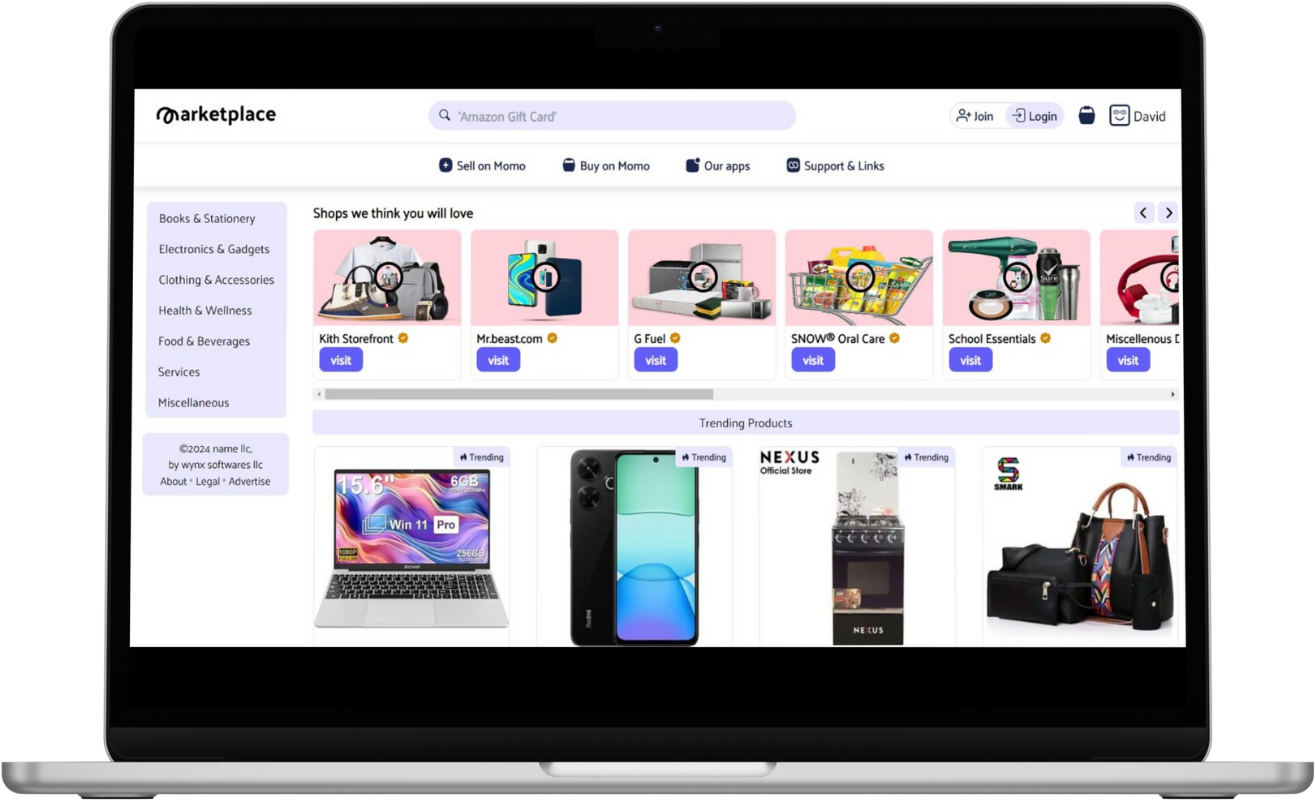 marketplace
'Amazon Gift Card'
Join
Login
David
Sell on Momo
Buy on Momo
Our apps
Support & Links
Books & Stationery
Electronics & Gadgets
Clothing & Accessories
Health & Wellness
Food & Beverages
Services
Miscellaneous
©2024 name llc,
by wynx softwares llc
About * Legal * Advertise
Shops we think you will love
Kith Storefront
visit
Mr.beast.com
visit
G Fuel
visit
SNOW® Oral Care
visit
Sure
School Essentials
visit
Miscellenous D
visit
Trending Products
Trending
15.6"
6GB
Win 11 Pro
1080P
256GB
Trending
Redmi
NEXUS
Official Store
Trending
NEXUS
Trending
SMARK